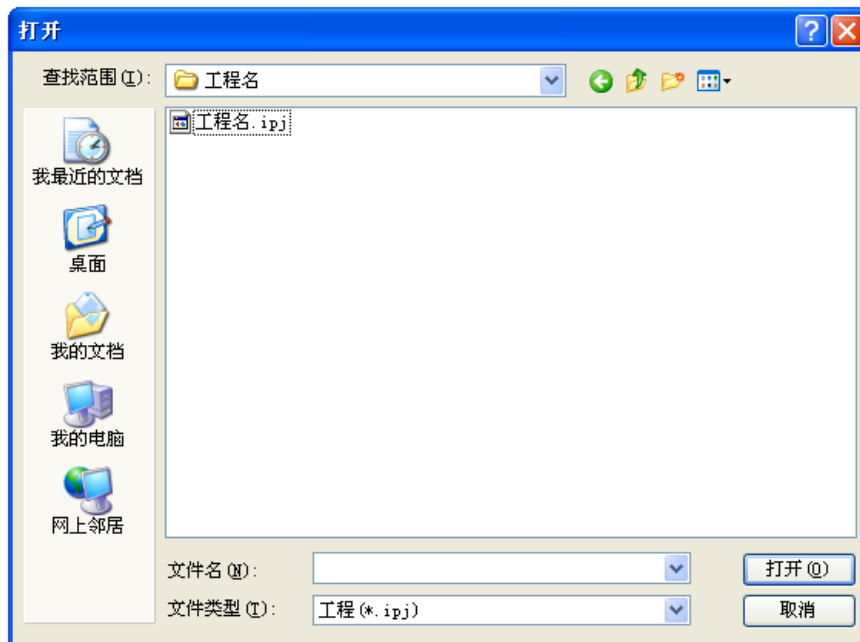 打开
查找范围(I):
工程名
工程名.ipj
我最近的文档
桌面
我的文档
我的电脑
网上邻居
文件名(N):
打开(O)
文件类型(T):
工程(*.ipj)
取消